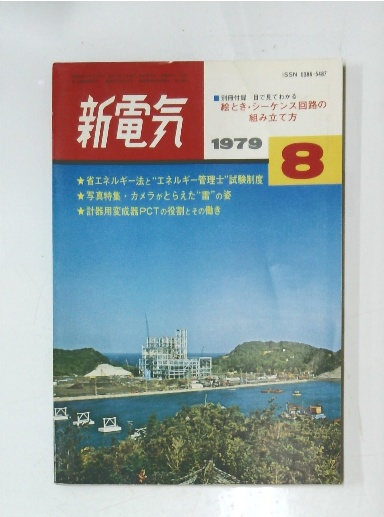 ISSN 0386-5487
■別冊付録 目で見てわかる
絵とき・シーケンス回路の
組み立て方
新電気
1979
8
★省エネルギー法と"エネルギー管理士"試験制度
★写真特集・カメラがとらえた"雷"の姿
★計器用変成器PCTの役割とその働き